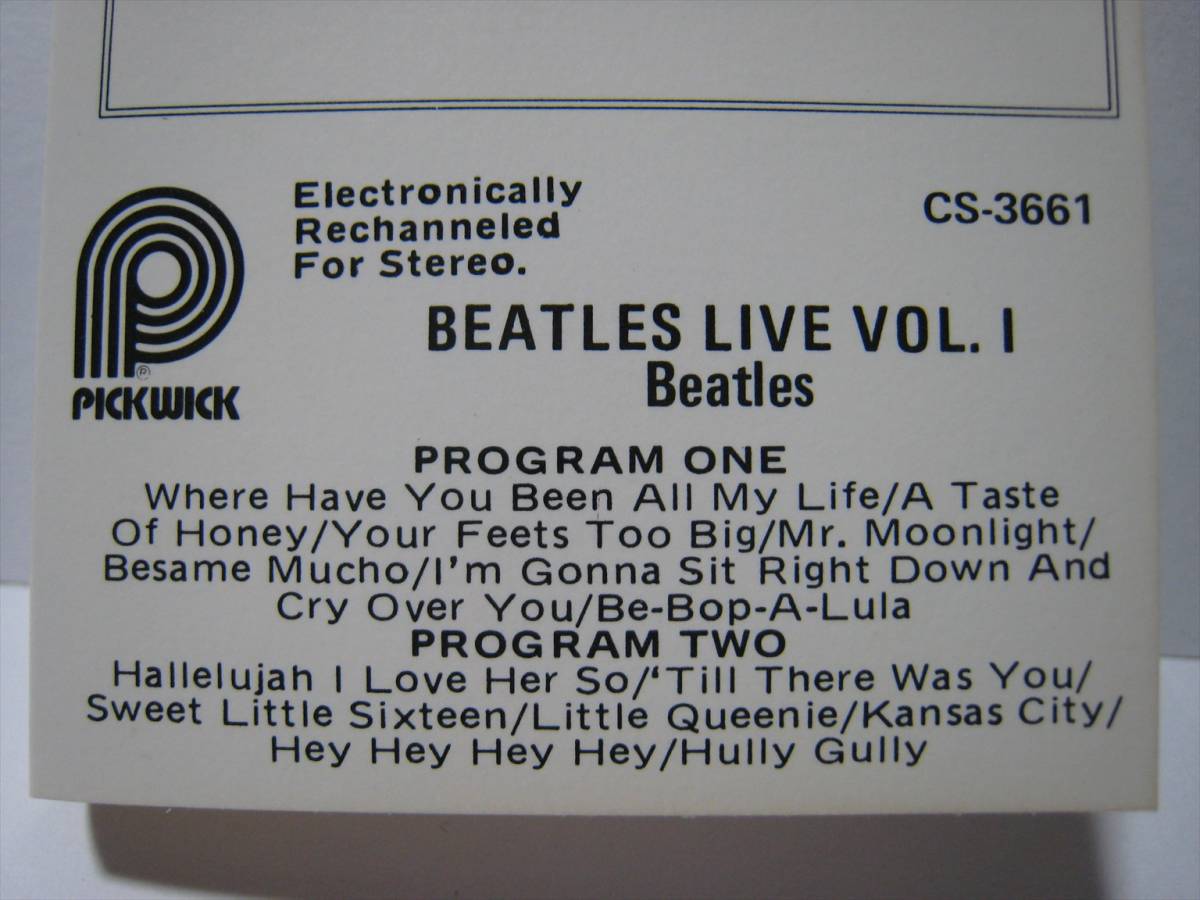 Electronically
Rechanneled
For Stereo.
CS-3661
BEATLES LIVE VOL. I
Beatles
℗
PICKWICK
PROGRAM ONE
Where Have You Been All My Life/A Taste
Of Honey/Your Feets Too Big/Mr. Moonlight/
Besame Mucho/I'm Gonna Sit Right Down And
Cry Over You/Be-Bop-A-Lula
PROGRAM TWO
Hallelujah I Love Her So/‘Till There Was You/
Sweet Little Sixteen/Little Queenie/Kansas City/
Hey Hey Hey Hey/Hully Gully